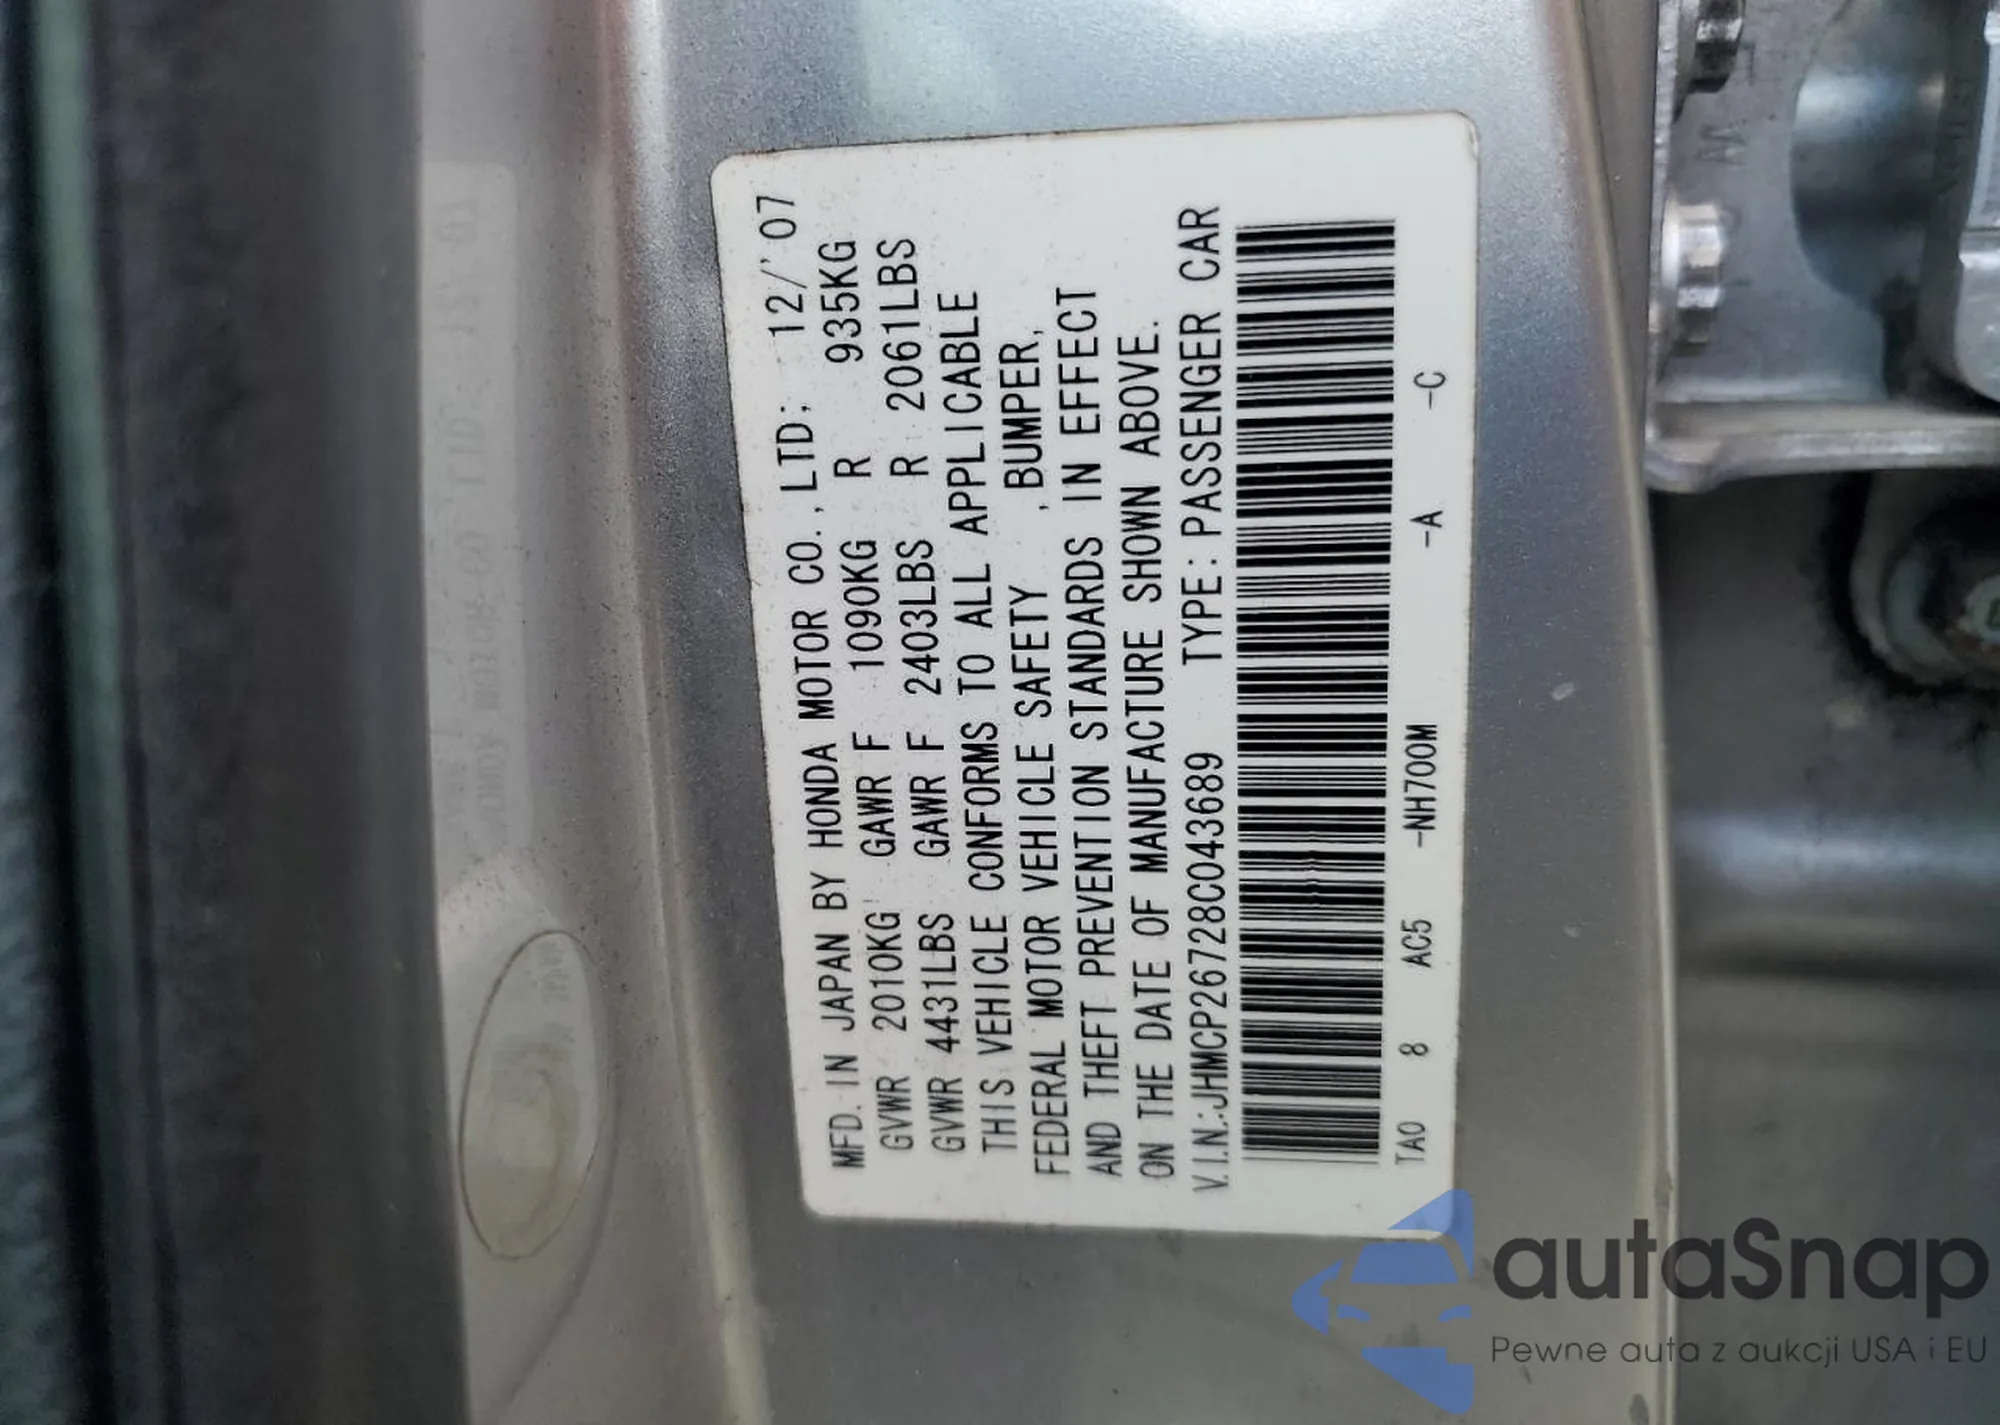 MFD. IN JAPAN BY HONDA MOTOR CO., LTD; 12/'07
GVWR 2010KG GAWR F 1090KG R 935KG
GVWR 4431LBS GAWR F 2403LBS R 2061LBS
THIS VEHICLE CONFORMS TO ALL APPLICABLE
FEDERAL MOTOR VEHICLE SAFETY , BUMPER,
AND THEFT PREVENTION STANDARDS IN EFFECT
ON THE DATE OF MANUFACTURE SHOWN ABOVE.
V.I.N.:JHMCP26728C043689 TYPE: PASSENGER CAR
TA0 8 AC5 -NH700M -A -C
autaSnap
Pewne auta z aukcji USA i EU